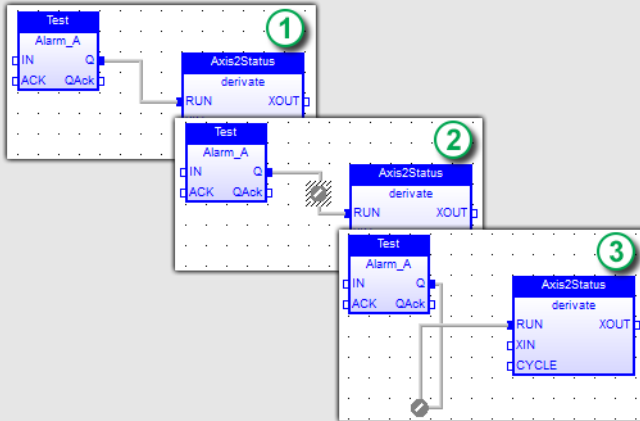 1
Test
Alarm_A
IN Q
ACK QAck
Axis2Status
derivate
RUN XOUT
2
Test
Alarm_A
IN Q
ACK QAck
Axis2Status
derivate
RUN XOUT
3
Test
Alarm_A
IN Q
ACK QAck
Axis2Status
derivate
RUN XOUT
XIN
CYCLE